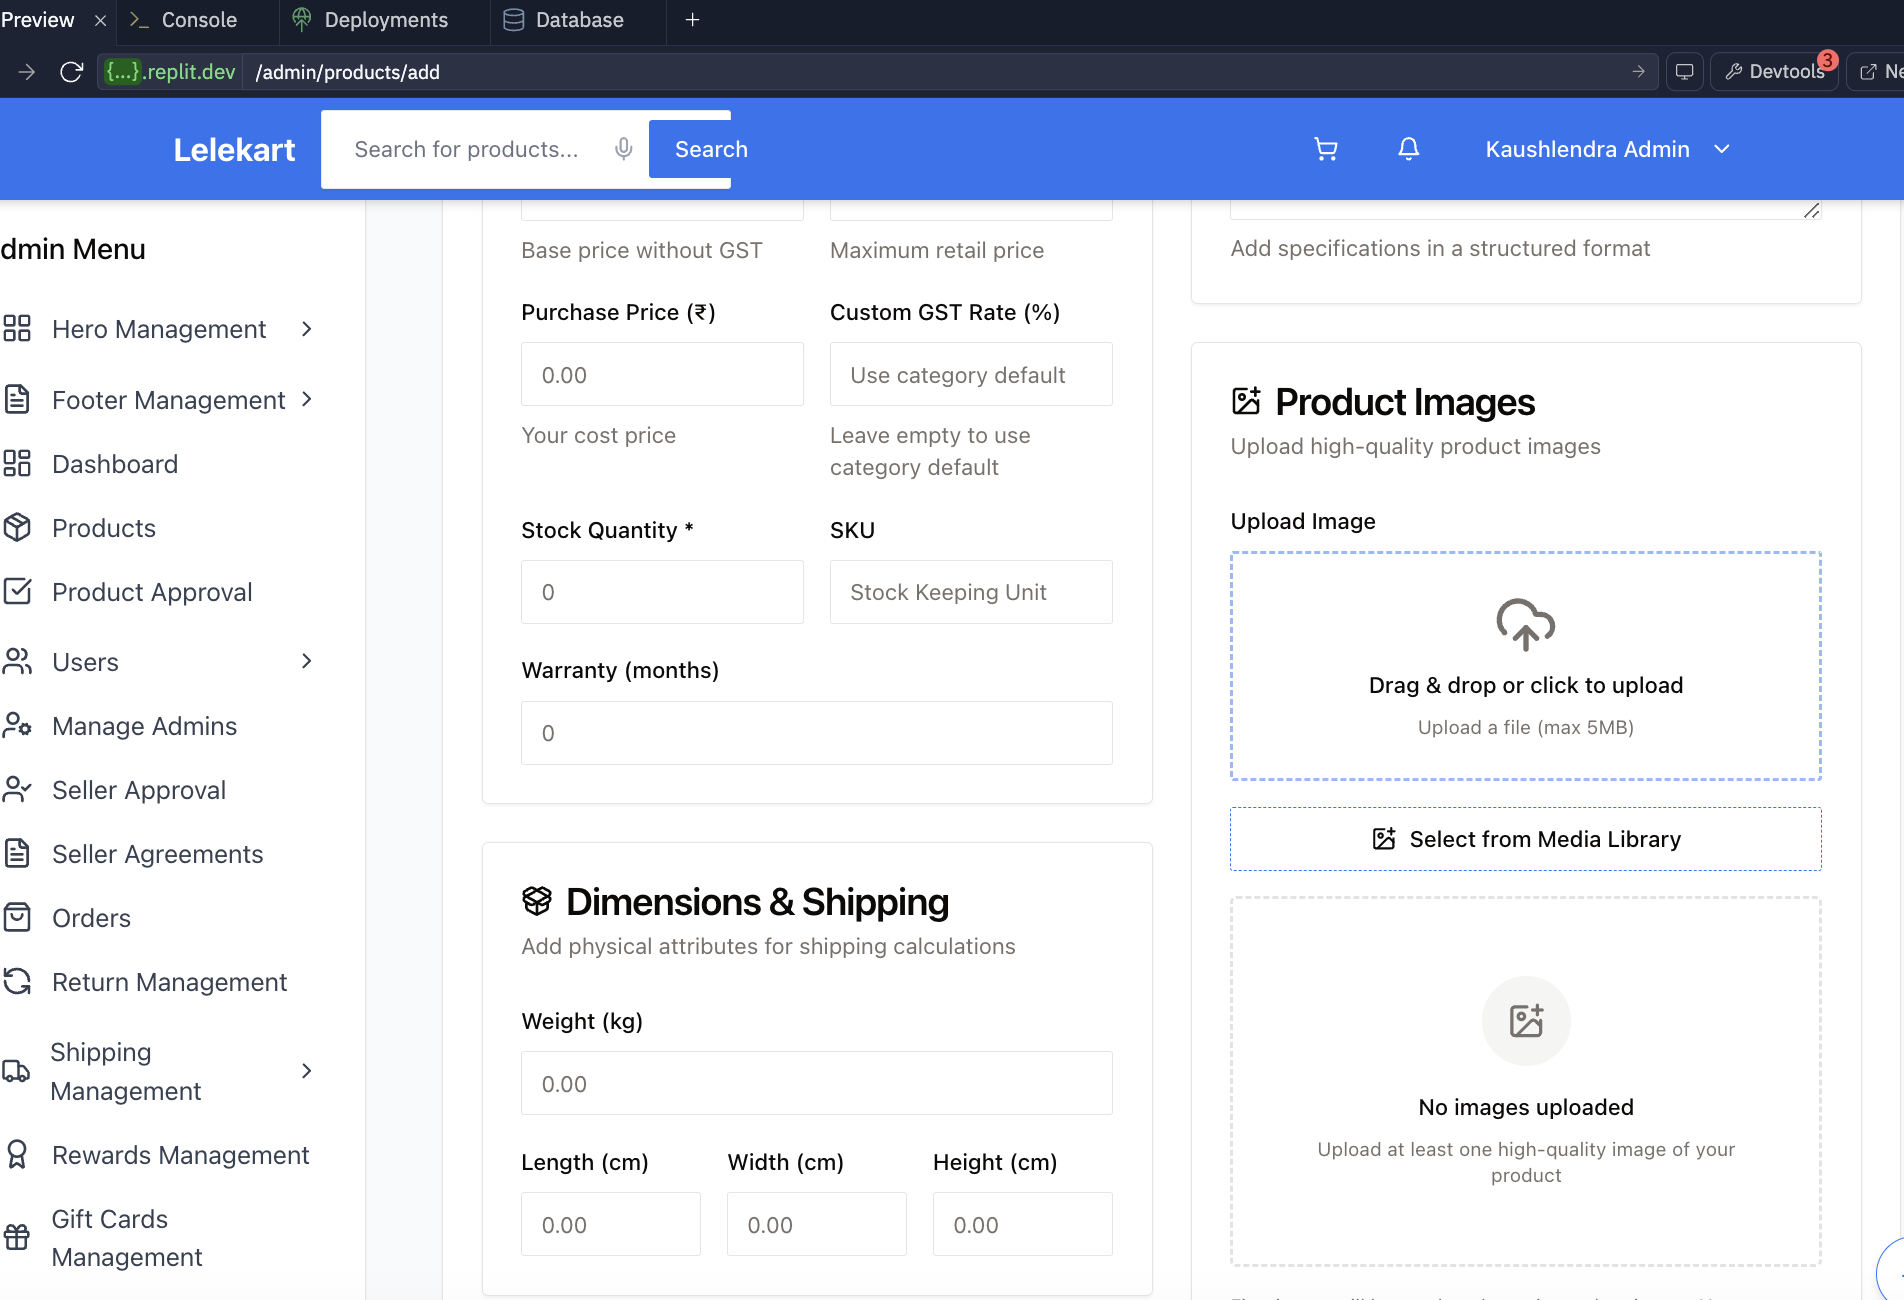 Preview
Console
Deployments
Database
{...}.replit.dev
/admin/products/add
Devtools
3
Lelekart
Search for products...
Search
Kaushlendra Admin
dmin Menu
Hero Management
Footer Management
Dashboard
Products
Product Approval
Users
Manage Admins
Seller Approval
Seller Agreements
Orders
Return Management
Shipping
Management
Rewards Management
Gift Cards
Management
Base price without GST
Maximum retail price
Purchase Price (₹)
Custom GST Rate (%)
0.00
Use category default
Your cost price
Leave empty to use
category default
Stock Quantity *
SKU
0
Stock Keeping Unit
Warranty (months)
0
Dimensions & Shipping
Add physical attributes for shipping calculations
Weight (kg)
0.00
Length (cm)
Width (cm)
Height (cm)
0.00
0.00
0.00
Add specifications in a structured format
Product Images
Upload high-quality product images
Upload Image
Drag & drop or click to upload
Upload a file (max 5MB)
Select from Media Library
No images uploaded
Upload at least one high-quality image of your
product